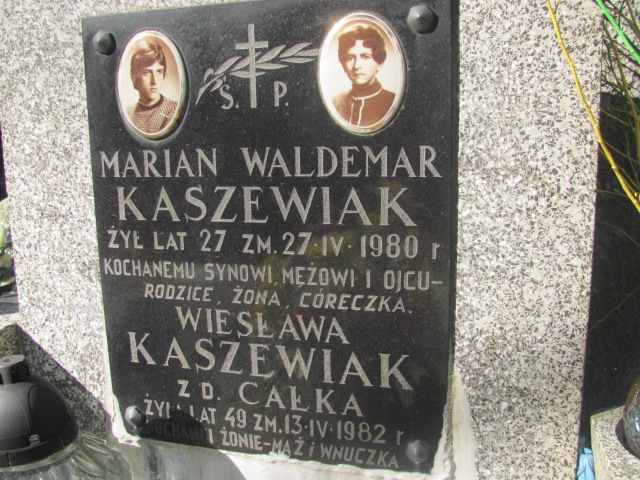 Ś. P.
MARIAN WALDEMAR
KASZEWIAK
ŻYŁ LAT 27 ZM. 27·IV·1980 r
KOCHANEMU SYNOWI, MĘŻOWI I OJCU-
RODZICE, ŻONA, CÓRECZKA.
WIESŁAWA
KASZEWIAK
Z D. CAŁKA
ŻYŁA LAT 49 ZM. 13·IV·1982 r
KOCHANEJ ŻONIE-MĄŻ i WNUCZKA